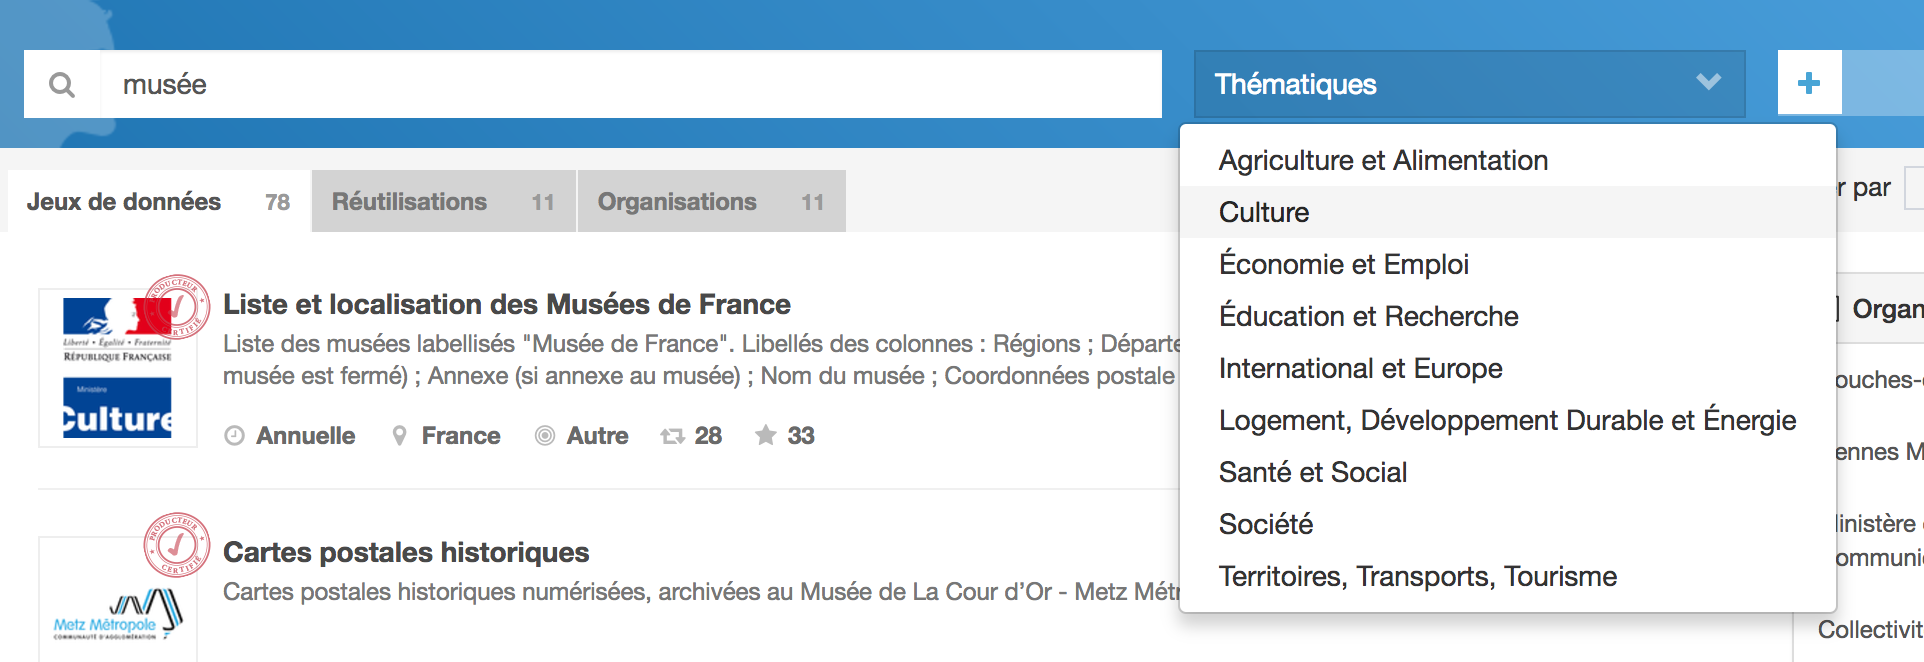 musée
Thématiques
Agriculture et Alimentation
Culture
Économie et Emploi
Éducation et Recherche
International et Europe
Logement, Développement Durable et Énergie
Santé et Social
Société
Territoires, Transports, Tourisme
Jeux de données 78
Réutilisations 11
Organisations 11
r par
PRODUCTEUR CERTIFIÉ
Liberté • Égalité • Fraternité
RÉPUBLIQUE FRANÇAISE
Ministère
Culture
Liste et localisation des Musées de France
Liste des musées labellisés "Musée de France". Libellés des colonnes : Régions ; Départe
musée est fermé) ; Annexe (si annexe au musée) ; Nom du musée ; Coordonnées postale
Annuelle France Autre 28 33
PRODUCTEUR CERTIFIÉ
Metz Métropole
COMMUNAUTÉ D'AGGLOMÉRATION
Cartes postales historiques
Cartes postales historiques numérisées, archivées au Musée de La Cour d’Or - Metz Métr
Organ
ouches-
ennes M
inistère
ommuni
Collectivit